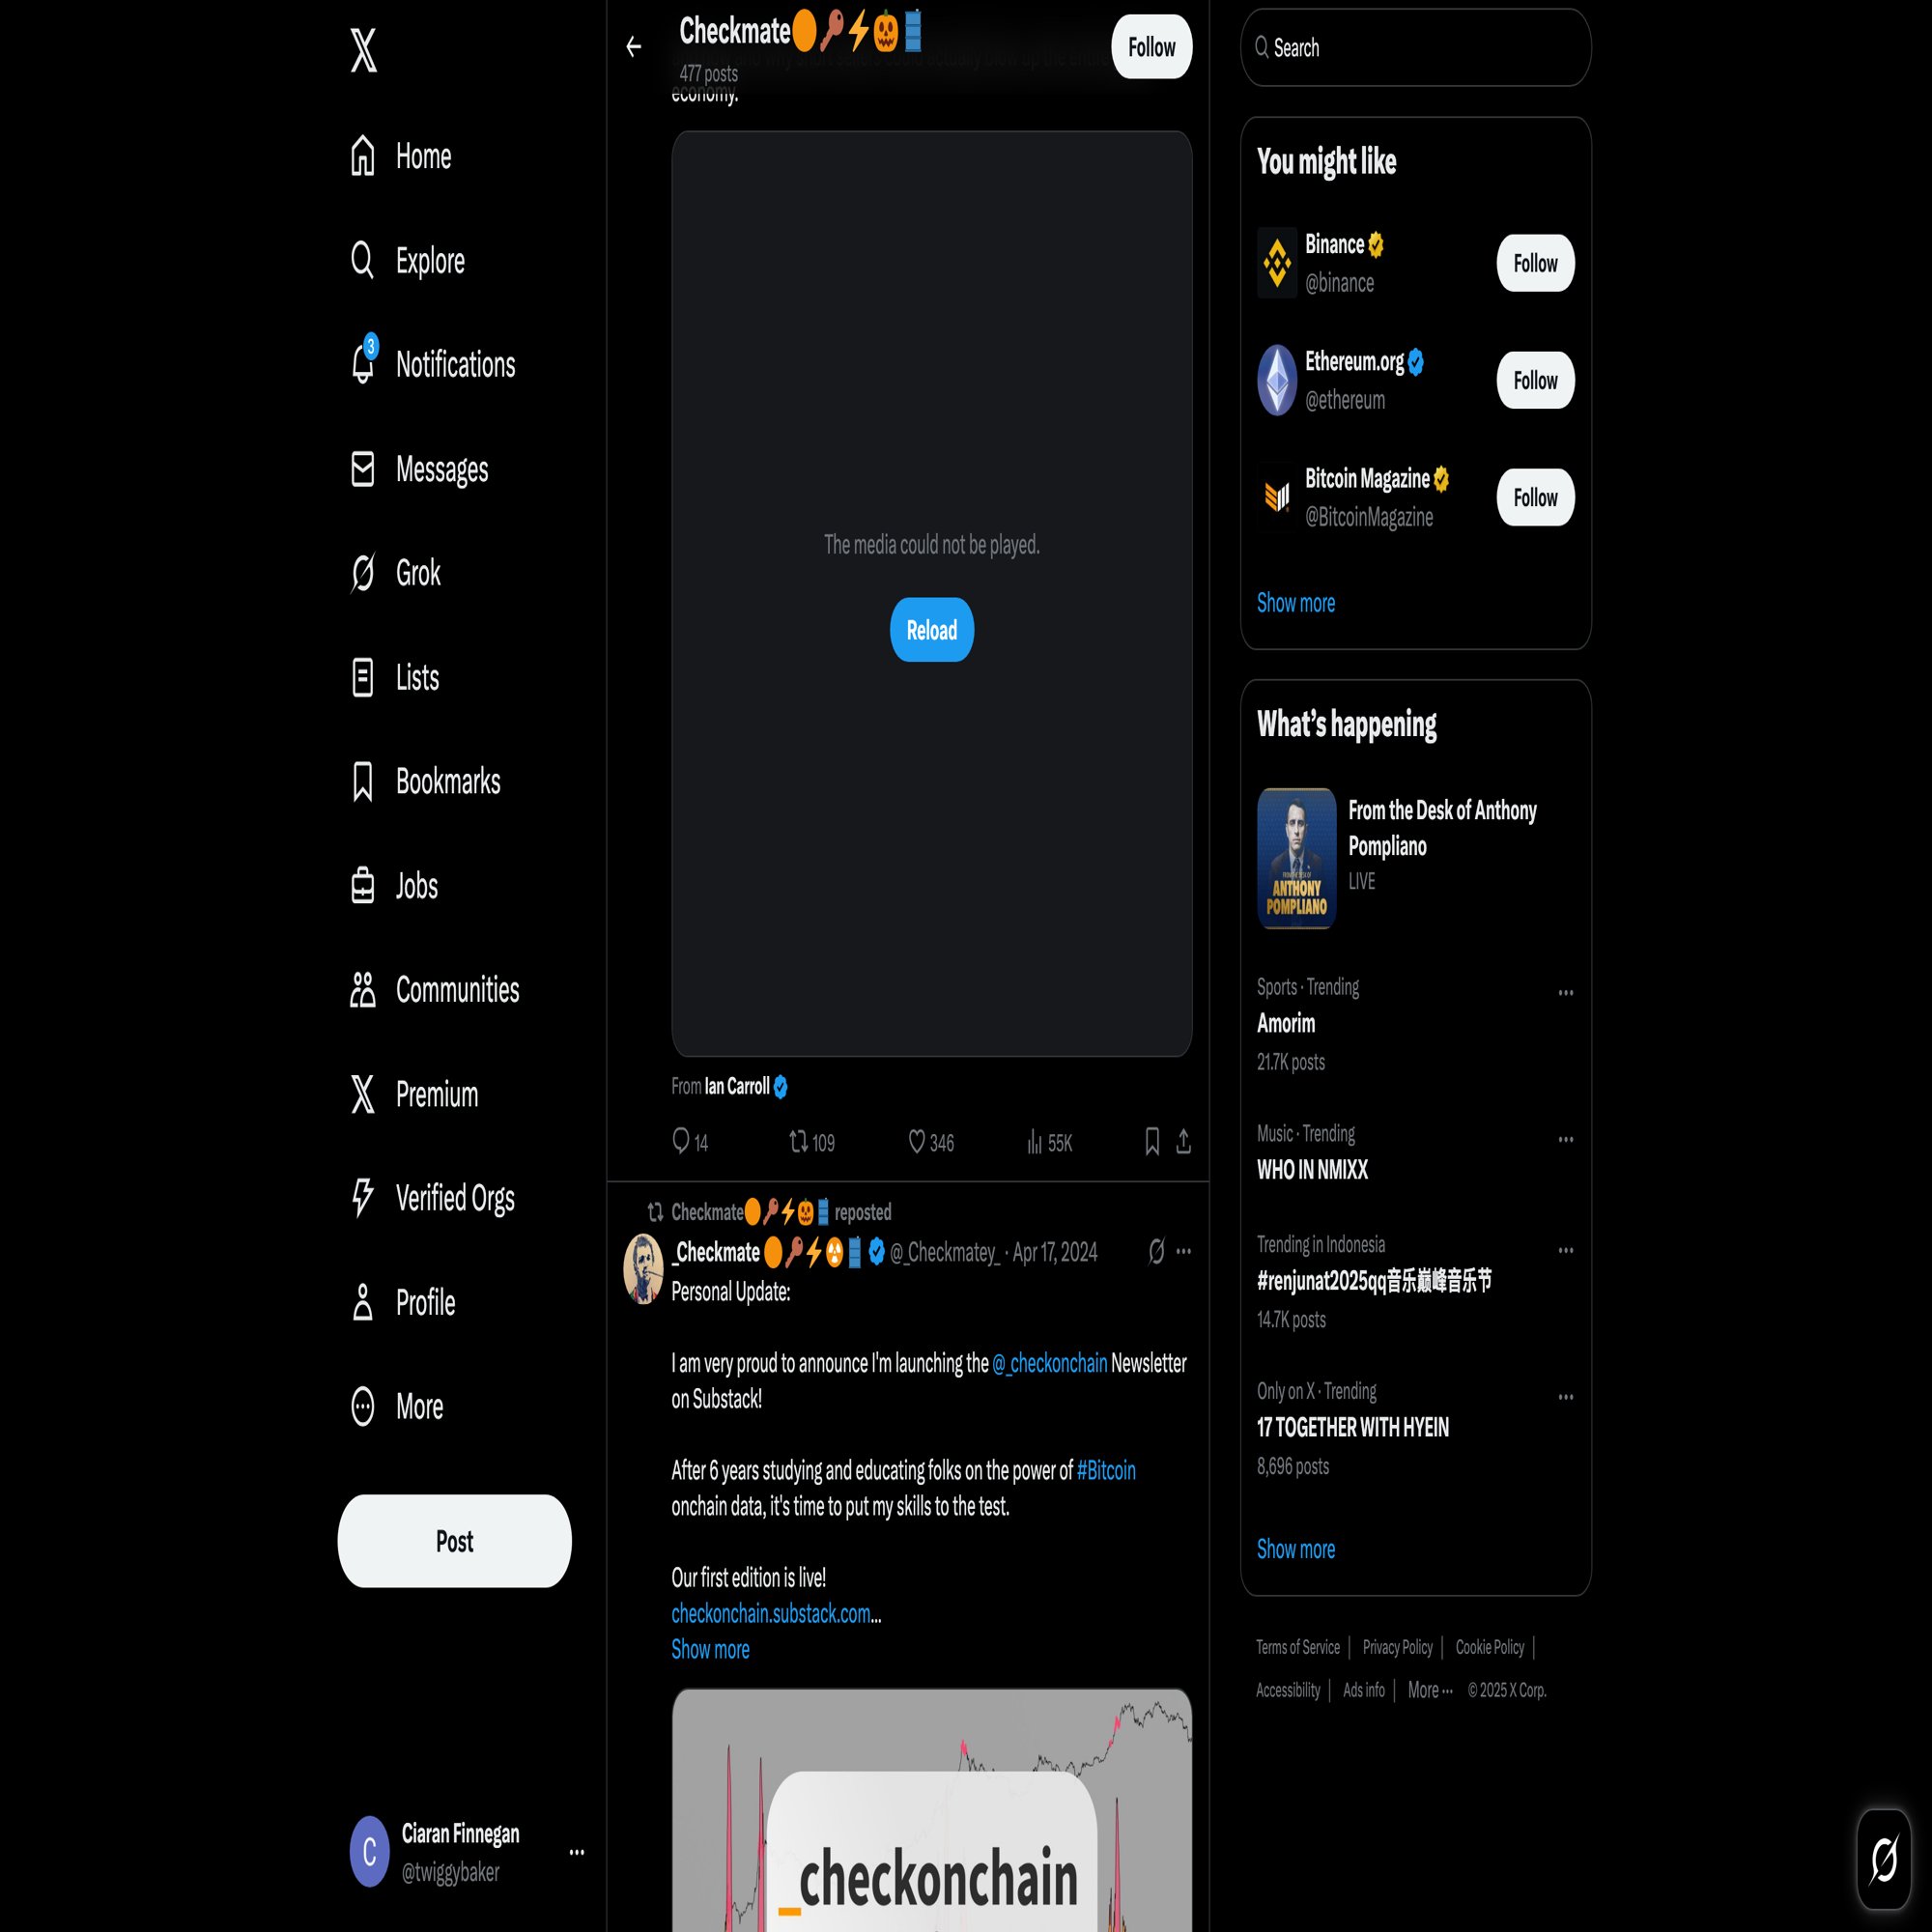 Home
Explore
3
Notifications
Messages
Grok
Lists
Bookmarks
Jobs
Communities
Premium
Verified Orgs
Profile
More
Post
C
Ciaran Finnegan
@twiggybaker
Checkmate🟠🔑⚡🎃🛢️
477 posts
Follow
economy.
The media could not be played.
Reload
From Ian Carroll
14 109 346 55K
Checkmate🟠🔑⚡🎃🛢️ reposted
_Checkmate 🟠🔑⚡☢️🛢️ @_Checkmatey_ · Apr 17, 2024
Personal Update:
I am very proud to announce I'm launching the @_checkonchain Newsletter
on Substack!
After 6 years studying and educating folks on the power of #Bitcoin
onchain data, it's time to put my skills to the test.
Our first edition is live!
checkonchain.substack.com…
Show more
_checkonchain
Search
You might like
Binance
@binance
Follow
Ethereum.org
@ethereum
Follow
Bitcoin Magazine
@BitcoinMagazine
Follow
Show more
What's happening
FROM THE DESK OF
ANTHONY
POMPLIANO
From the Desk of Anthony
Pompliano
LIVE
Sports · Trending
Amorim
21.7K posts
Music · Trending
WHO IN NMIXX
Trending in Indonesia
#renjunat2025qq音乐巅峰音乐节
14.7K posts
Only on X · Trending
17 TOGETHER WITH HYEIN
8,696 posts
Show more
Terms of Service | Privacy Policy | Cookie Policy |
Accessibility | Ads info | More ··· © 2025 X Corp.